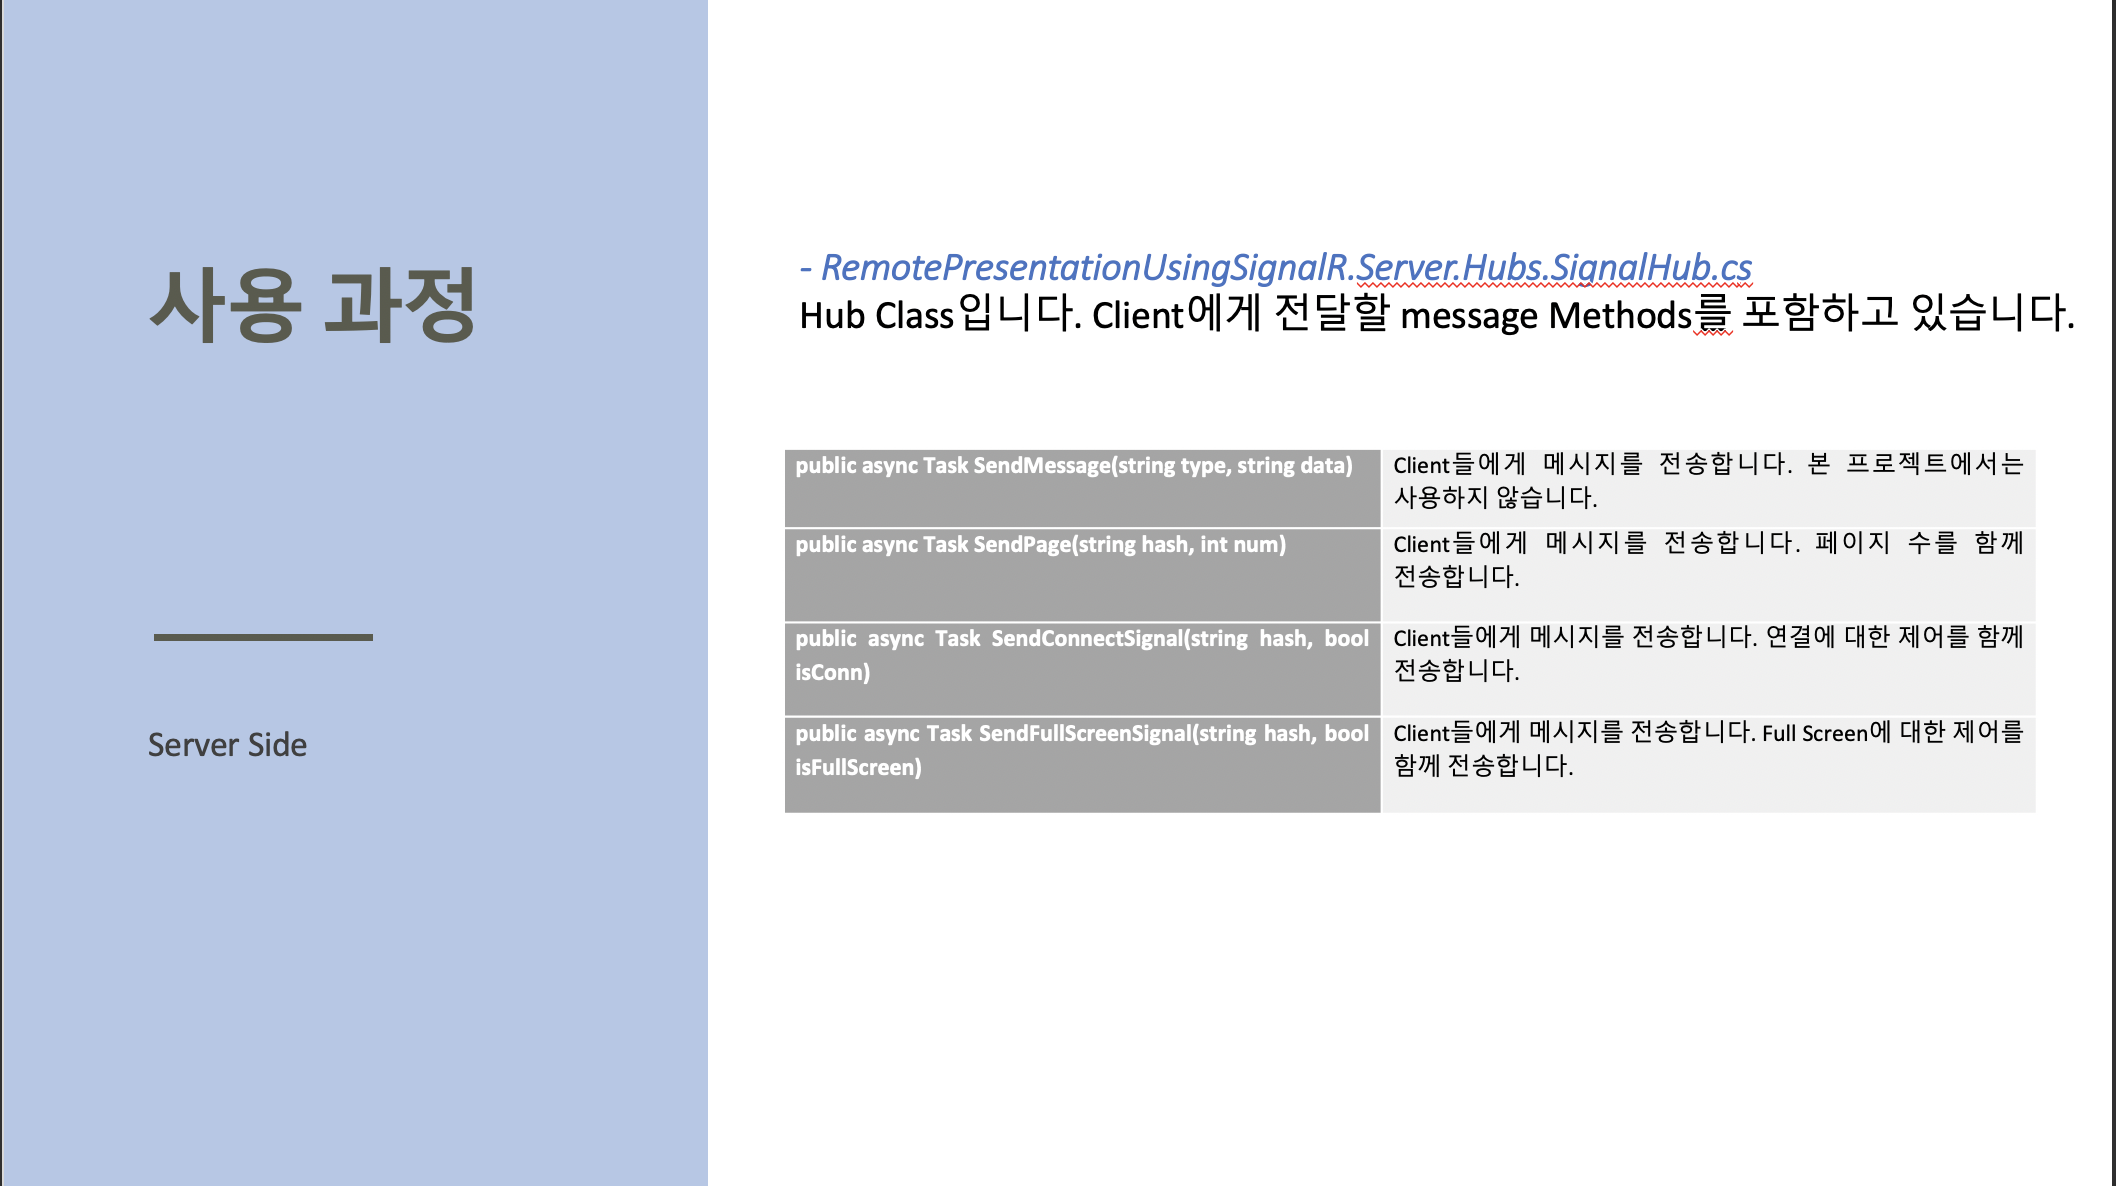 사용 과정
Server Side
- RemotePresentationUsingSignalR.Server.Hubs.SignalHub.cs
Hub Class입니다. Client에게 전달할 message Methods를 포함하고 있습니다.
public async Task SendMessage(string type, string data)
Client들에게 메시지를 전송합니다. 본 프로젝트에서는
사용하지 않습니다.
public async Task SendPage(string hash, int num)
Client들에게 메시지를 전송합니다. 페이지 수를 함께
전송합니다.
public async Task SendConnectSignal(string hash, bool
isConn)
Client들에게 메시지를 전송합니다. 연결에 대한 제어를 함께
전송합니다.
public async Task SendFullScreenSignal(string hash, bool
isFullScreen)
Client들에게 메시지를 전송합니다. Full Screen에 대한 제어를
함께 전송합니다.